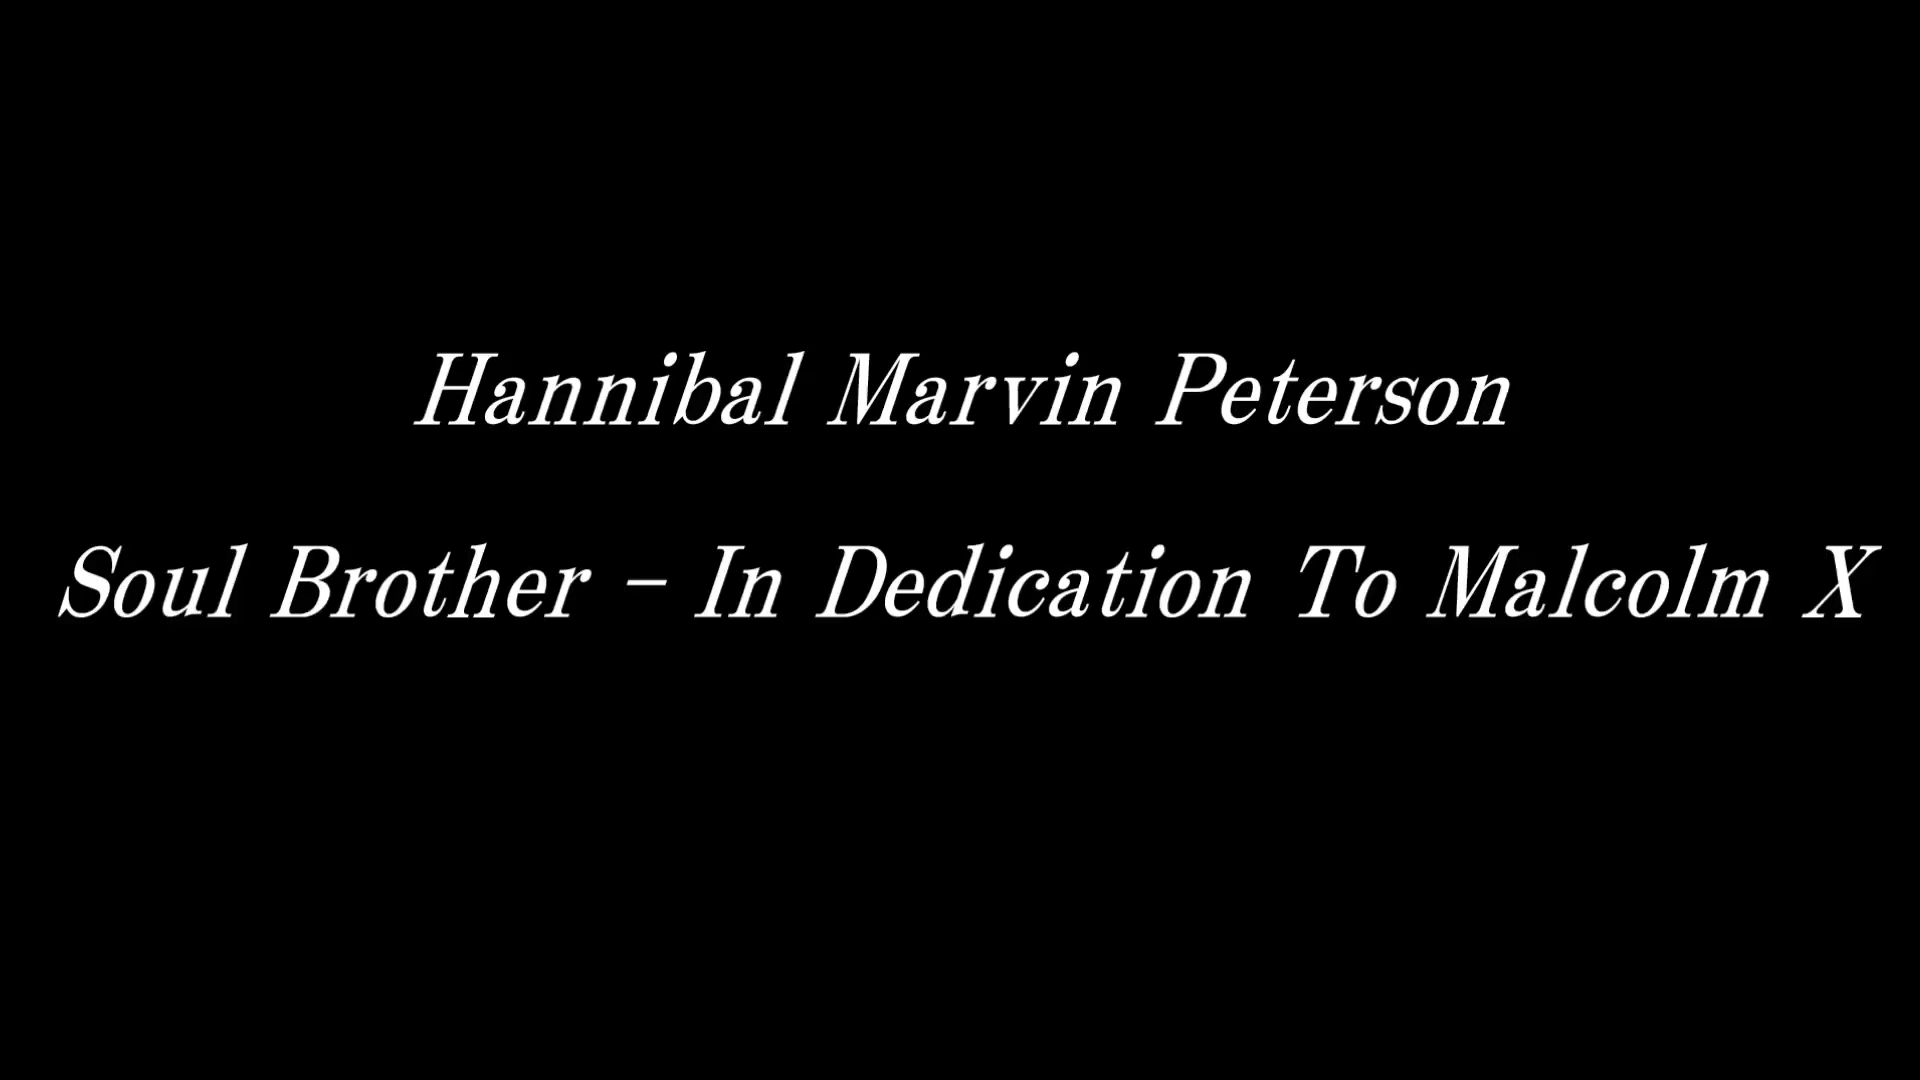 Hannibal Marvin Peterson
Soul Brother - In Dedication To Malcolm X